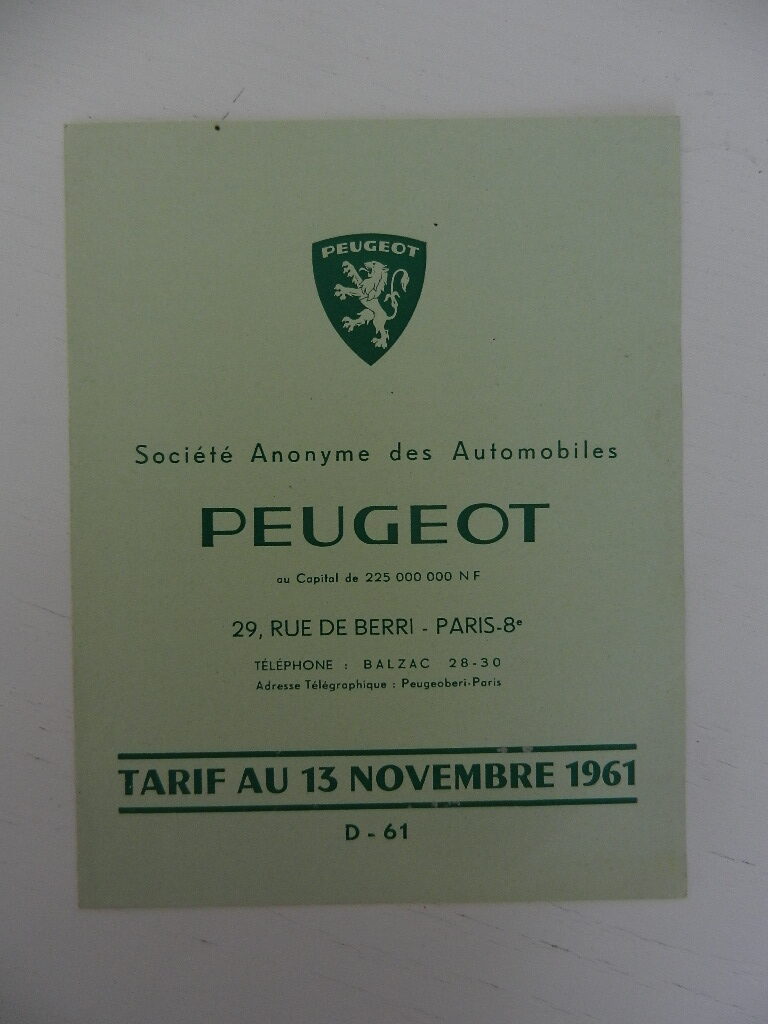 PEUGEOT
Société Anonyme des Automobiles
PEUGEOT
au Capital de 225 000 000 NF
29, RUE DE BERRI - PARIS-8e
TÉLÉPHONE : BALZAC 28-30
Adresse Télégraphique : Peugeoberi-Paris
TARIF AU 13 NOVEMBRE 1961
D - 61